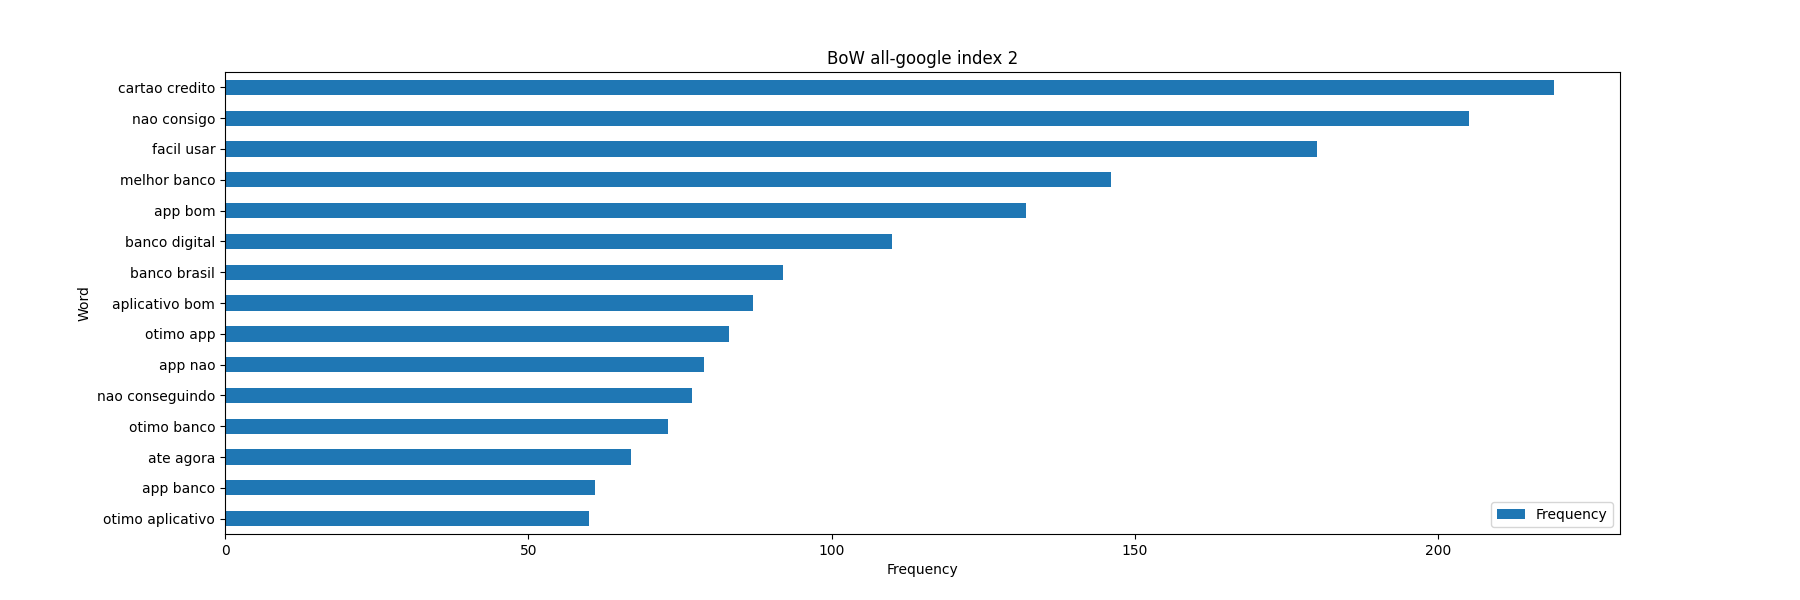 BoW all-google index 2
cartao credito
nao consigo
facil usar
melhor banco
app bom
banco digital
banco brasil
aplicativo bom
otimo app
app nao
nao conseguindo
otimo banco
ate agora
app banco
otimo aplicativo
Word
Frequency
0 50 100 150 200
Frequency